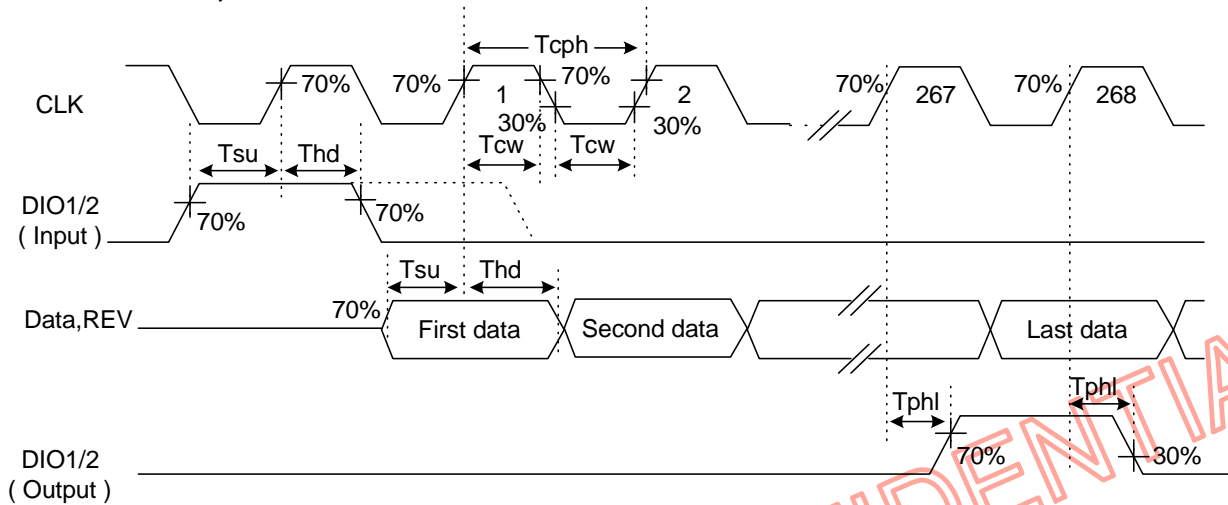 Tcph
CLK
70%
70%
1
30%
70%
2
30%
70%
267
70%
268
Tsu
Thd
Tcw
Tcw
DIO1/2
( Input )
70%
70%
Tsu
Thd
Data,REV
70%
First data
Second data
Last data
Tphl
Tphl
DIO1/2
( Output )
70%
30%